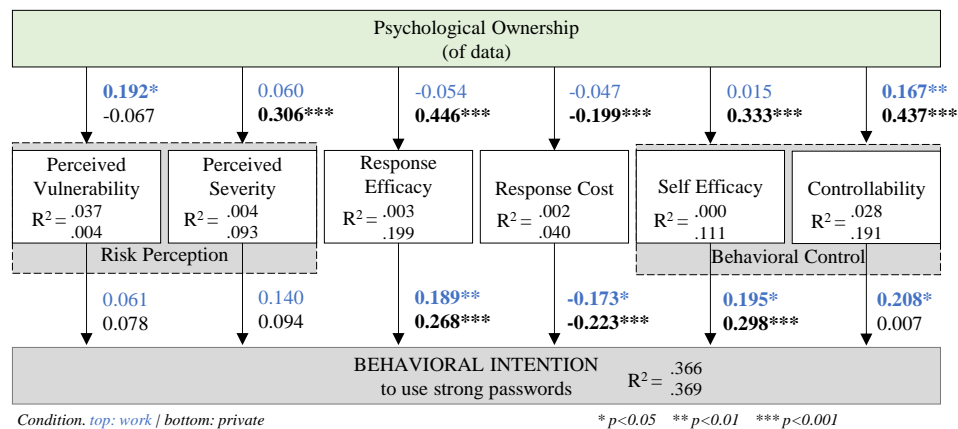 Psychological Ownership
(of data)
0.192* 0.060 -0.054 -0.047 0.015 0.167**
-0.067 0.306*** 0.446*** -0.199*** 0.333*** 0.437***
Perceived
Vulnerability
R² = .037
.004
Perceived
Severity
R² = .004
.093
Response
Efficacy
R² = .003
.199
Response Cost
R² = .002
.040
Self Efficacy
R² = .000
.111
Controllability
R² = .028
.191
Risk Perception
Behavioral Control
0.061 0.140 0.189** -0.173* 0.195* 0.208*
0.078 0.094 0.268*** -0.223*** 0.298*** 0.007
BEHAVIORAL INTENTION
to use strong passwords
R² = .366
.369
Condition. top: work | bottom: private
* p<0.05 ** p<0.01 *** p<0.001